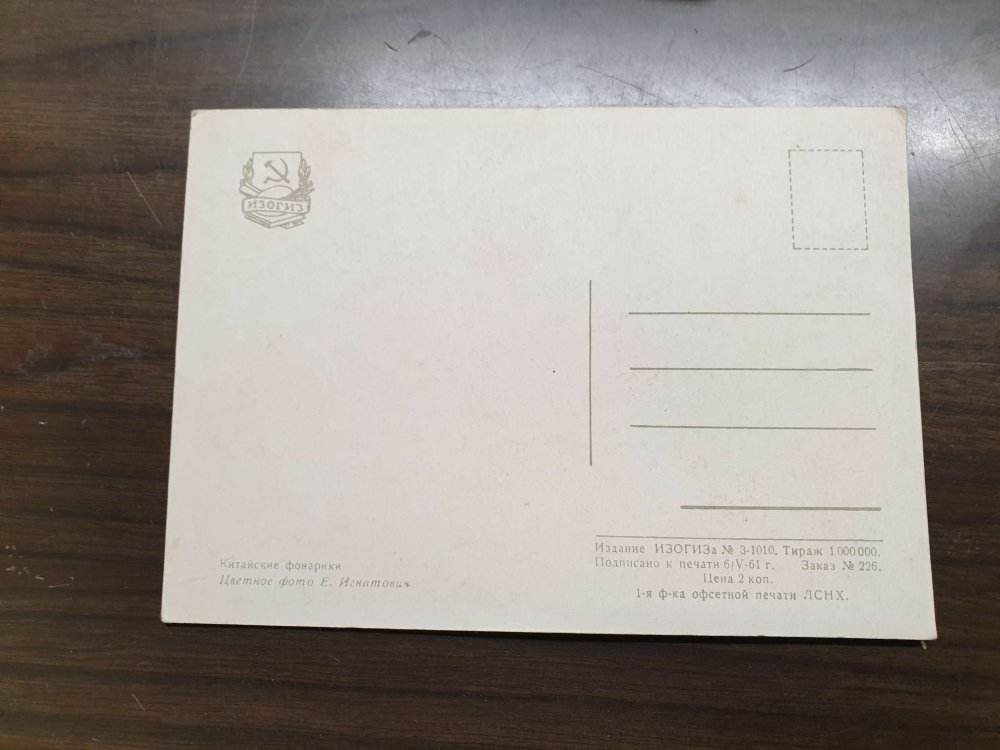 ИЗОГИЗ
Китайские фонарики
Цветное фото Е. Игнатович
Издание ИЗОГИЗа № 3-1010. Тираж 1 000 000.
Подписано к печати 6/V-61 г. Заказ № 226.
Цена 2 коп.
1-я ф-ка офсетной печати ЛСНХ.